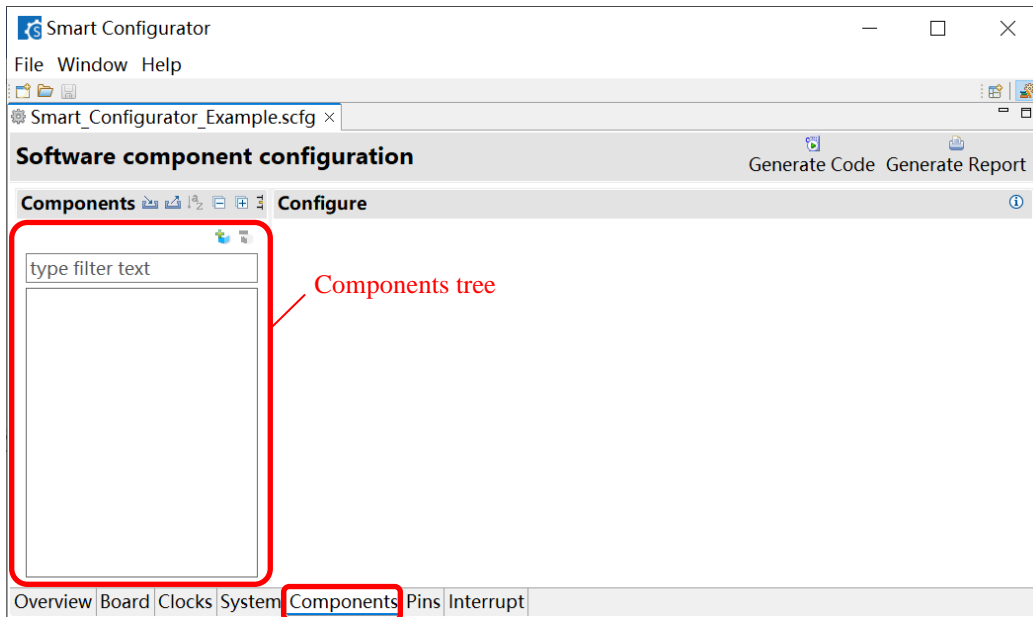 Smart Configurator
File Window Help
Smart_Configurator_Example.scfg
Software component configuration
Generate Code Generate Report
Components Configure
type filter text
Components tree
Overview Board Clocks System Components Pins Interrupt